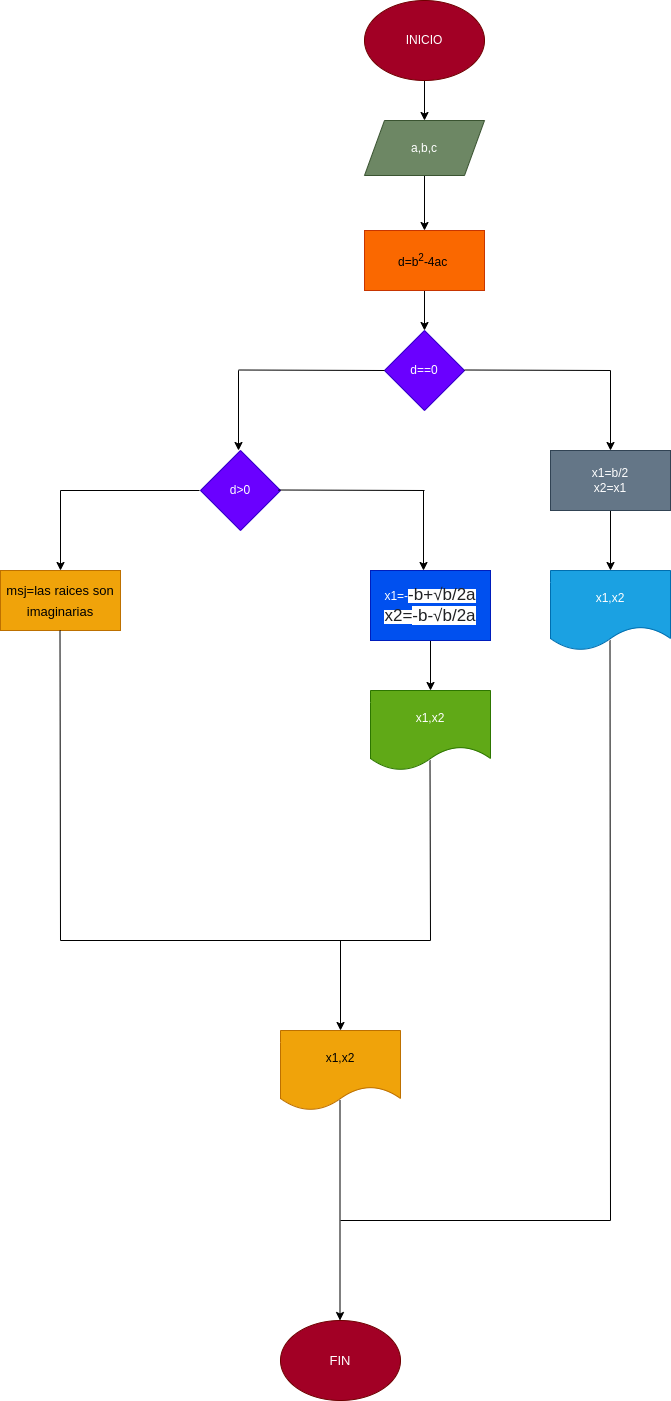 INICIO
a,b,c
d=b²-4ac
d==0
d>0
x1=b/2
x2=x1
msj=las raices son
imaginarias
x1=--b+√b/2a
x2=-b-√b/2a
x1,x2
x1,x2
x1,x2
FIN